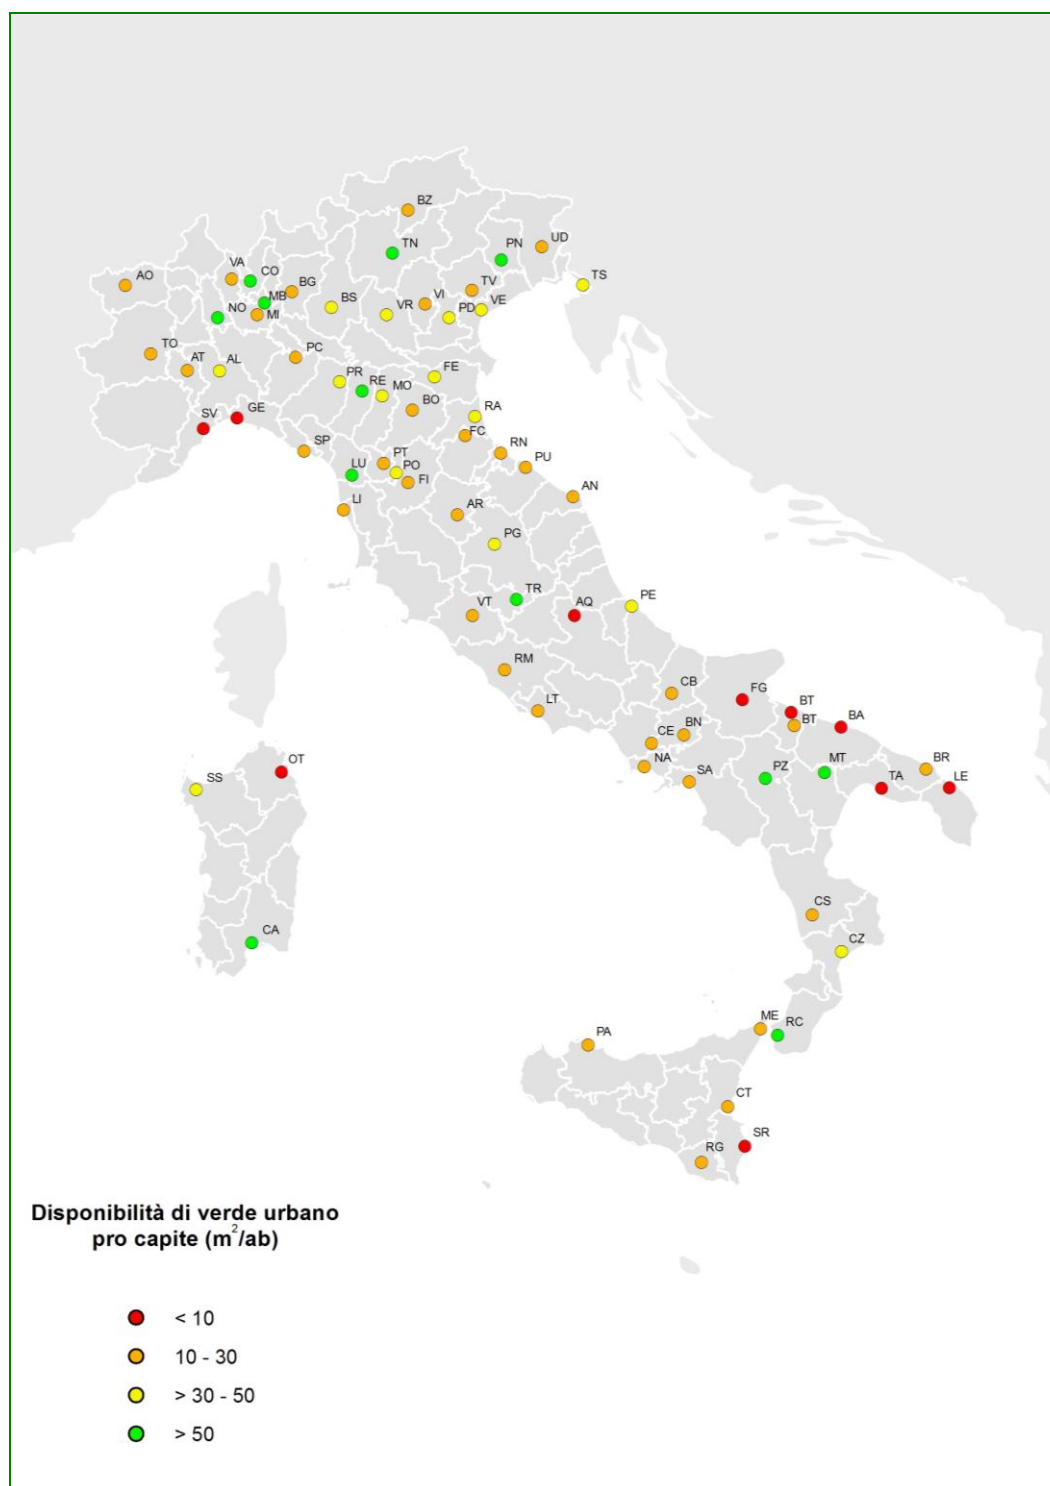 BZ
TN
PN
UD
VA
CO
AO
BG
TV
TS
MB
BS
VR
VI
PD
VE
NO
MI
TO
AT
AL
PC
PR
RE
MO
FE
BO
RA
SV
GE
FC
SP
PT
RN
LU
PO
PU
FI
LI
AR
AN
PG
TR
VT
AQ
PE
RM
CB
FG
LT
BT
BT
BA
CE
BN
NA
SA
PZ
MT
BR
TA
LE
OT
SS
CA
CS
CZ
ME
RC
PA
CT
SR
RG
Disponibilità di verde urbano
pro capite (m²/ab)
< 10
10 - 30
> 30 - 50
> 50